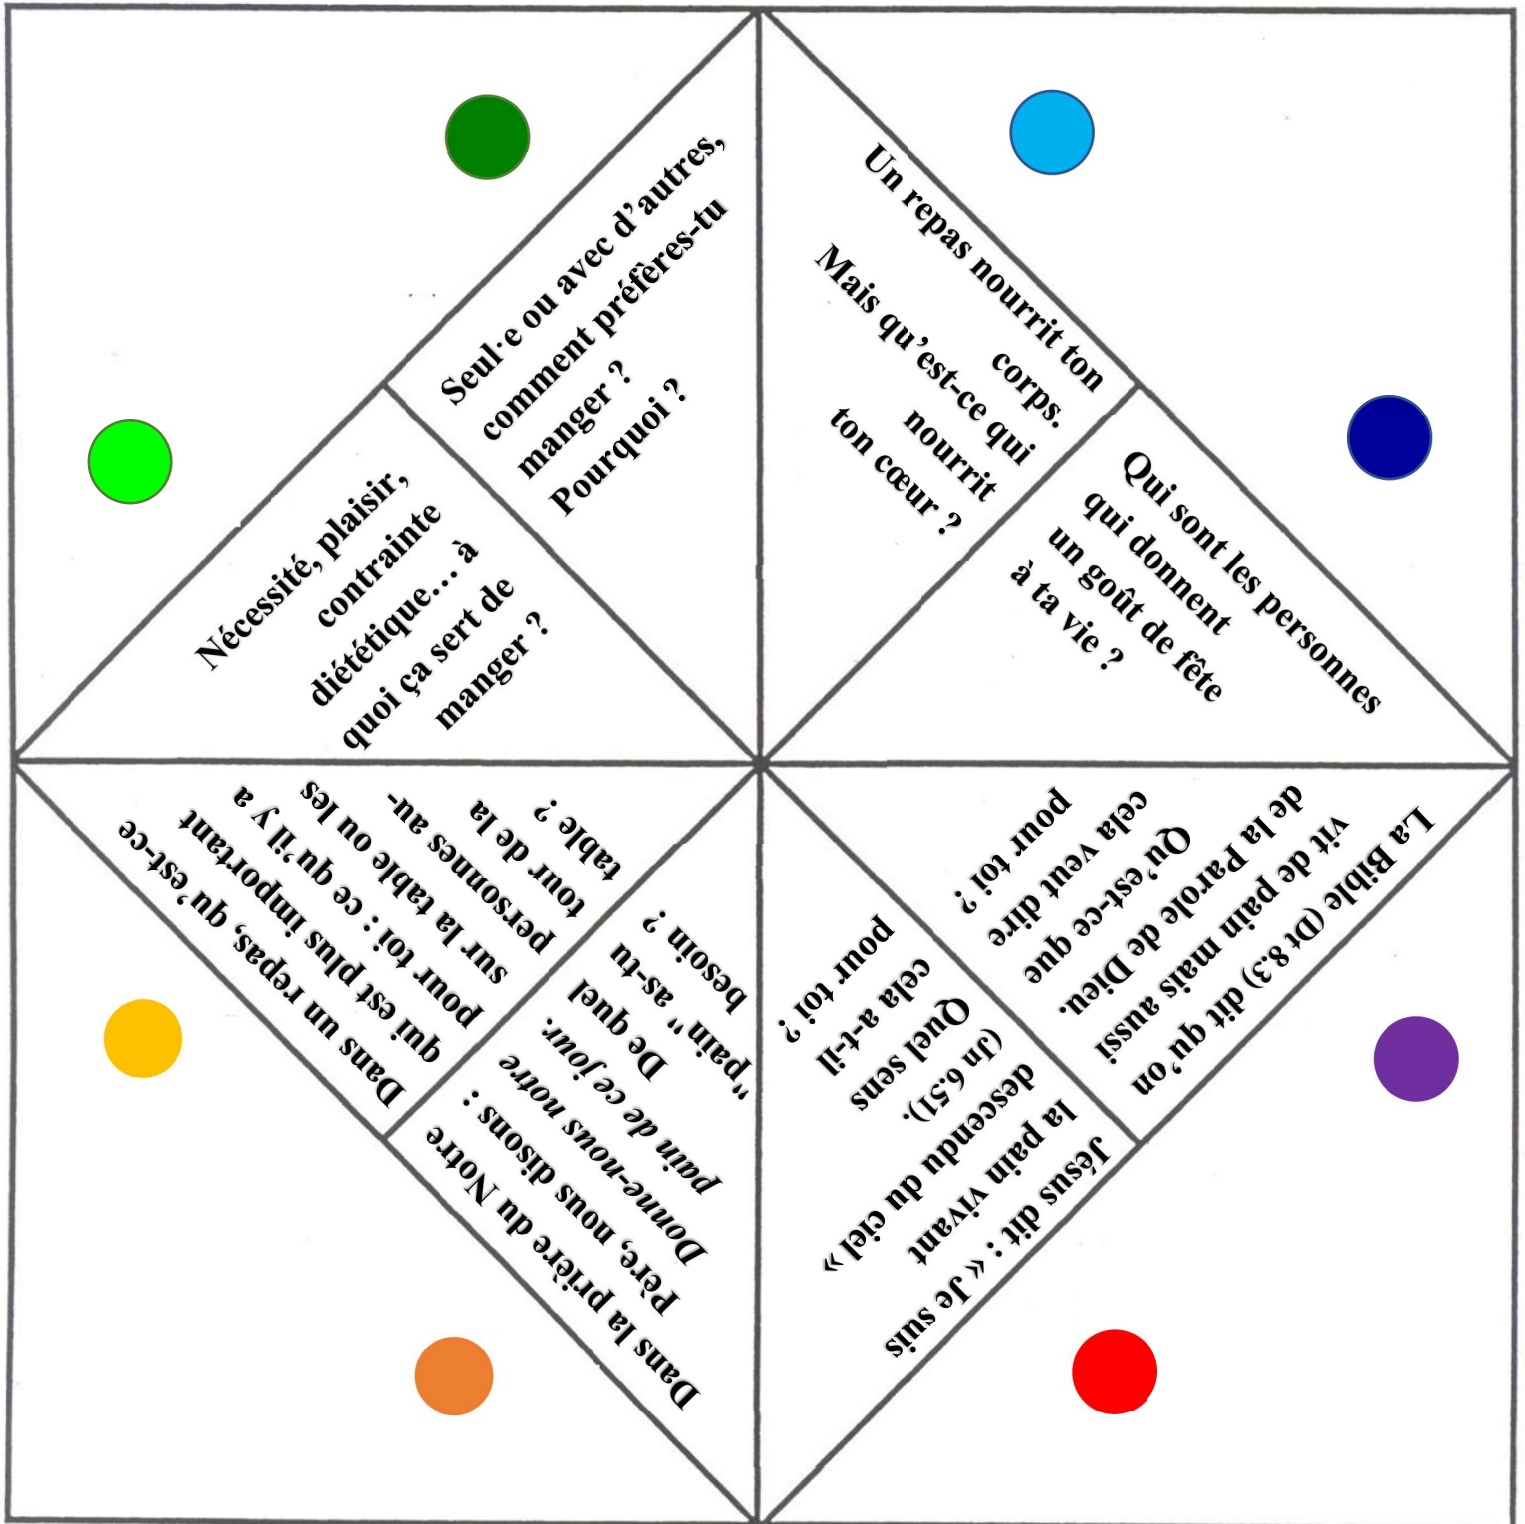 Seul·e ou avec d’autres,
comment préfères-tu
manger ?
Pourquoi ?
Un repas nourrit ton
corps.
Mais qu’est-ce qui
nourrit
ton cœur ?
Nécessité, plaisir,
contrainte
diététique… à
quoi ça sert de
manger ?
Qui sont les personnes
qui donnent
un goût de fête
à ta vie ?
Dans un repas, qu’est-ce
qui est plus important
pour toi : ce qu’il y a
sur la table ou les
personnes au-
tour de la
table ?
La Bible (Dt 8.3) dit qu’on
vit de pain mais aussi
de la Parole de Dieu.
Qu’est-ce que
cela veut dire
pour toi ?
Dans la prière du Notre
Père, nous disons :
Donne-nous notre
pain de ce jour.
De quel
"pain" as-tu
besoin ?
Jésus dit : « Je suis
la pain vivant
descendu du ciel »
(Jn 6.51).
Quel sens
cela a-t-il
pour toi ?